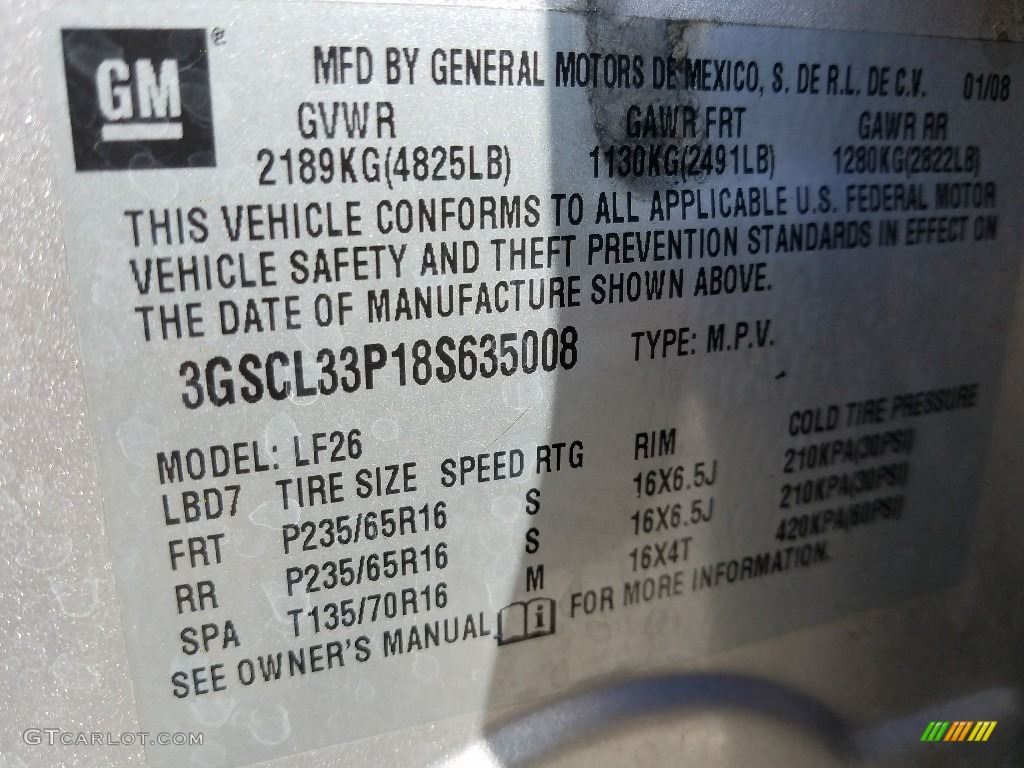 GM ®
MFD BY GENERAL MOTORS DE MEXICO, S. DE R.L. DE C.V. 01/08
GVWR GAWR FRT GAWR RR
2189KG(4825LB) 1130KG(2491LB) 1280KG(2822LB)
THIS VEHICLE CONFORMS TO ALL APPLICABLE U.S. FEDERAL MOTOR
VEHICLE SAFETY AND THEFT PREVENTION STANDARDS IN EFFECT ON
THE DATE OF MANUFACTURE SHOWN ABOVE.
3GSCL33P18S635008 TYPE: M.P.V.
MODEL: LF26
LBD7 TIRE SIZE SPEED RTG RIM COLD TIRE PRESSURE
FRT P235/65R16 S 16X6.5J 210KPA(30PSI)
RR P235/65R16 S 16X6.5J 210KPA(30PSI)
SPA T135/70R16 M 16X4T 420KPA(60PSI)
SEE OWNER'S MANUAL FOR MORE INFORMATION.
GTCarLot.com